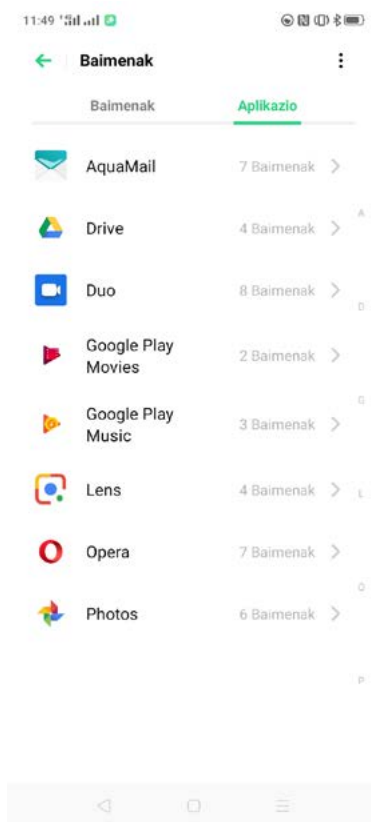 11:49
Baimenak
Baimenak Aplikazio
AquaMail 7 Baimenak
A
Drive 4 Baimenak
Duo 8 Baimenak
D
Google Play
Movies
2 Baimenak
G
Google Play
Music
3 Baimenak
Lens 4 Baimenak
L
Opera 7 Baimenak
O
Photos 6 Baimenak
P